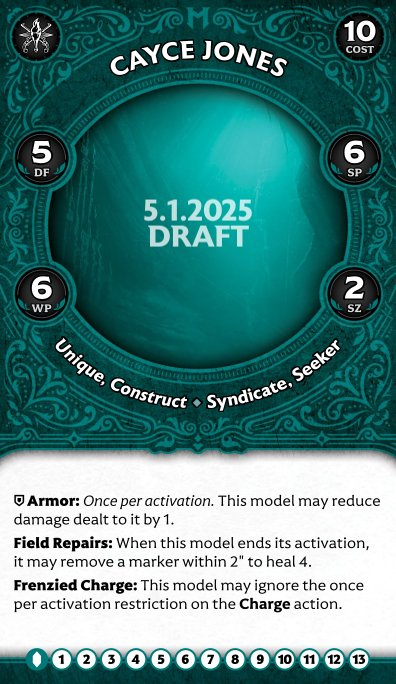 M
CAYCE JONES
10
COST
5
DF
6
SP
5.1.2025
DRAFT
6
WP
2
SZ
Unique, Construct ◆ Syndicate, Seeker
Armor: Once per activation. This model may reduce
damage dealt to it by 1.
Field Repairs: When this model ends its activation,
it may remove a marker within 2" to heal 4.
Frenzied Charge: This model may ignore the once
per activation restriction on the Charge action.
1 2 3 4 5 6 7 8 9 10 11 12 13